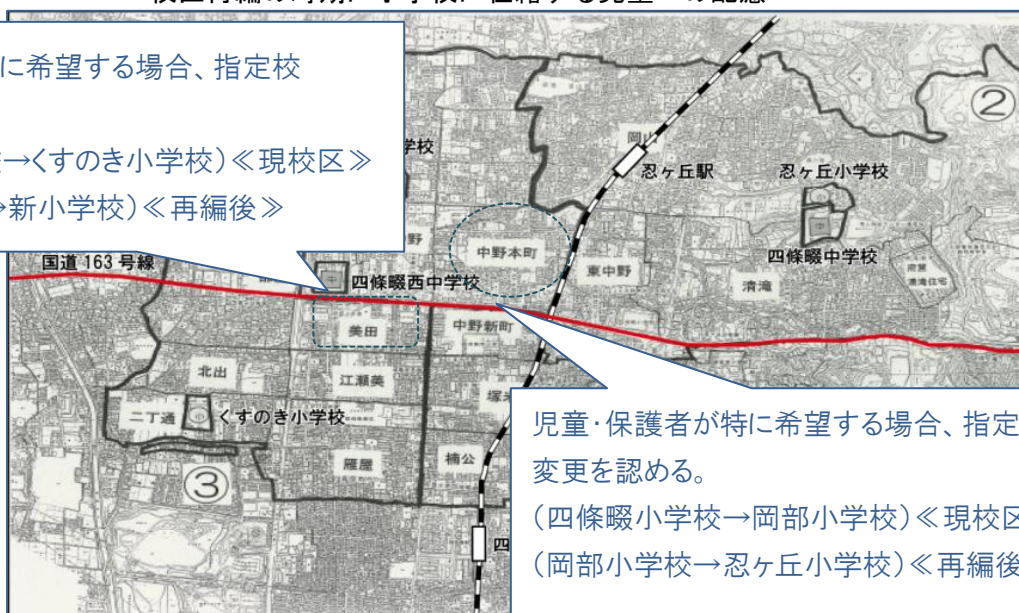 に希望する場合、指定校
→くすのき小学校)≪現校区≫
→新小学校)≪再編後≫
学校
岡山
②
忍ヶ丘駅
忍ヶ丘小学校
国道 163 号線
野
中野本町
四條畷西中学校
東中野
四條畷中学校
清滝
清滝住宅
美田
中野新町
北出
江瀬美
二丁通
中
くすのき小学校
雁屋
楠公
③
四
児童・保護者が特に希望する場合、指定
変更を認める。
(四條畷小学校→岡部小学校)≪現校区
(岡部小学校→忍ヶ丘小学校)≪再編後